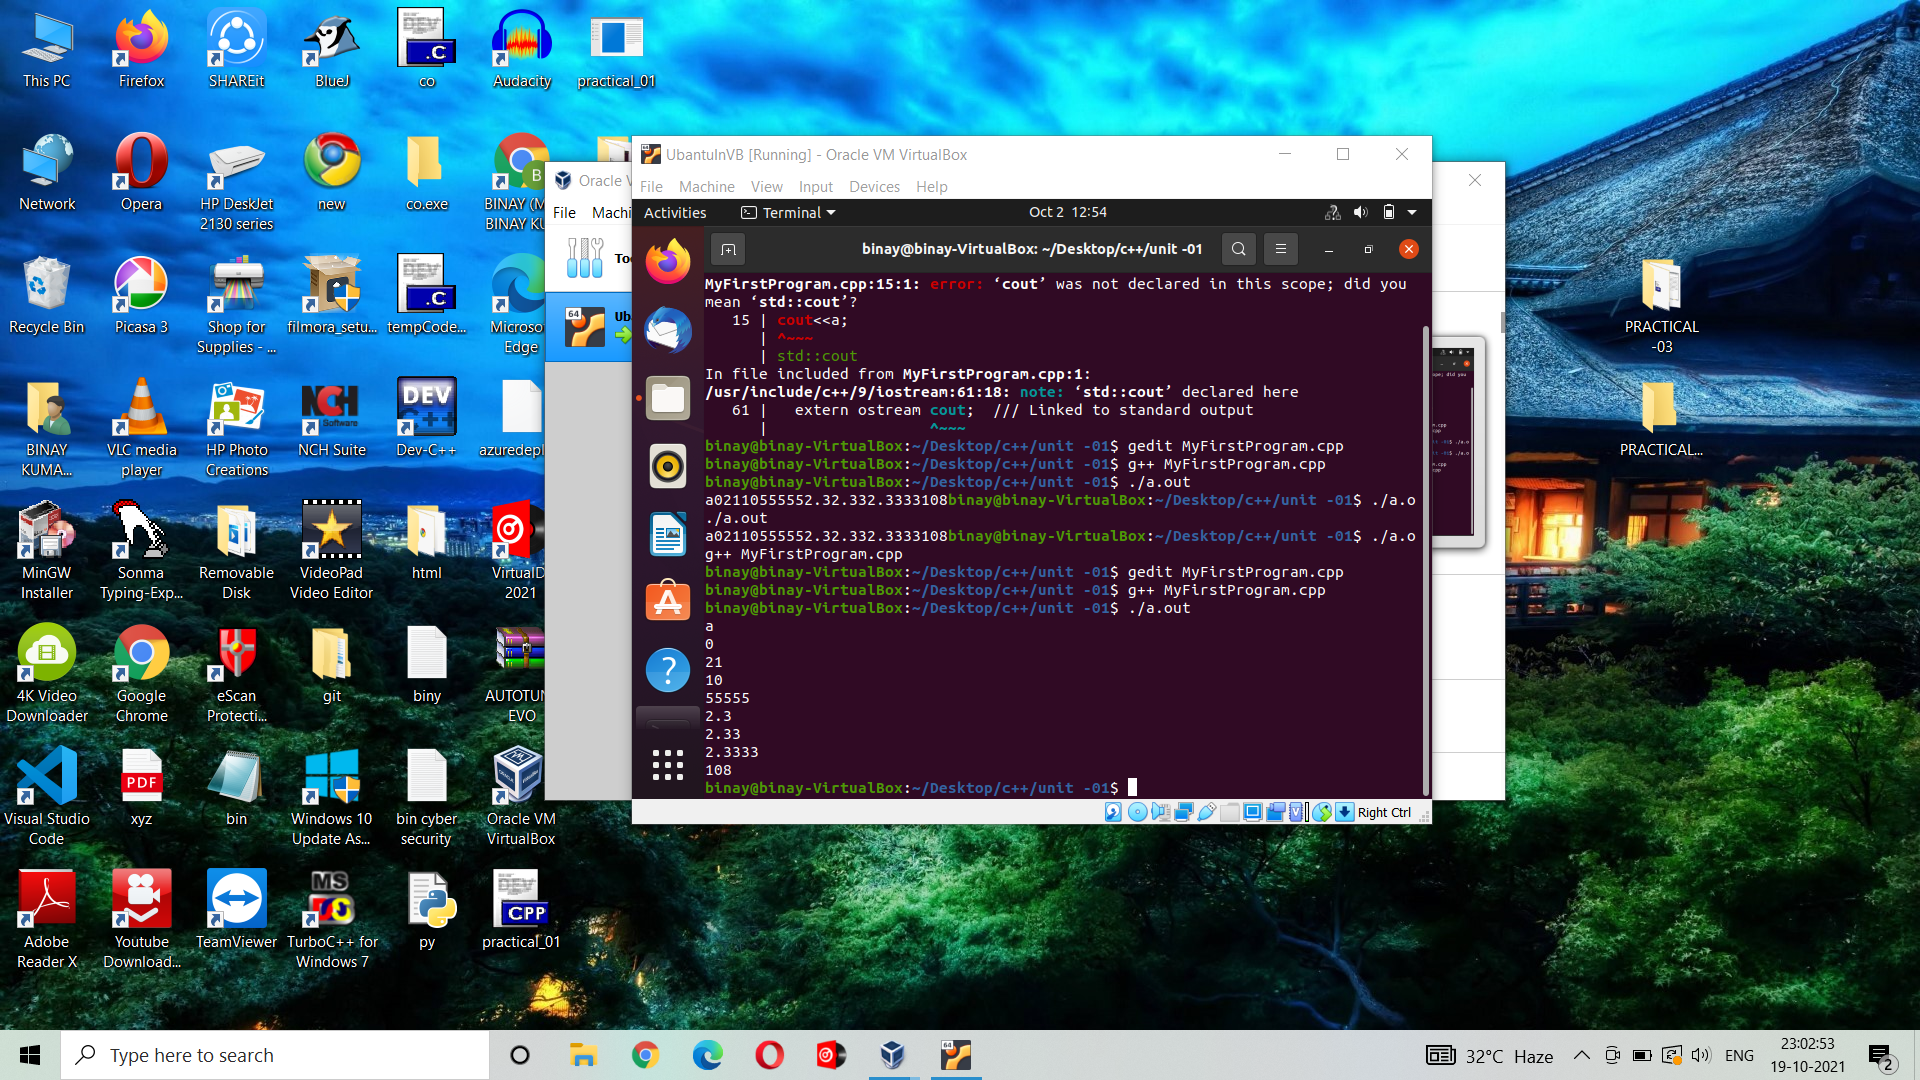 This PC
Firefox
SHAREit
BlueJ
co
Audacity
practical_01
Network
Opera
HP DeskJet
2130 series
new
co.exe
BINAY (M
BINAY KU
Recycle Bin
Picasa 3
Shop for
Supplies - ...
filmora_setu...
tempCode...
Microso
Edge
BINAY
KUMA...
VLC media
player
HP Photo
Creations
NCH Suite
Dev-C++
azuredepl
MinGW
Installer
Sonma
Typing-Exp...
Removable
Disk
VideoPad
Video Editor
html
VirtualD
2021
4K Video
Downloader
Google
Chrome
eScan
Protecti...
git
biny
AUTOTUN
EVO
Visual Studio
Code
xyz
bin
Windows 10
Update As...
bin cyber
security
Oracle VM
VirtualBox
Adobe
Reader X
Youtube
Download...
TeamViewer
TurboC++ for
Windows 7
py
practical_01
PRACTICAL
-03
PRACTICAL...
Oracle V
File Machi
Too
Uba
UbantuInVB [Running] - Oracle VM VirtualBox
File Machine View Input Devices Help
Activities Terminal Oct 2 12:54
binay@binay-VirtualBox: ~/Desktop/c++/unit -01
MyFirstProgram.cpp:15:1: error: ‘cout’ was not declared in this scope; did you
mean ‘std::cout’?
15 | cout<<a;
| ^~~~
| std::cout
In file included from MyFirstProgram.cpp:1:
/usr/include/c++/9/iostream:61:18: note: ‘std::cout’ declared here
61 | extern ostream cout; /// Linked to standard output
| ^~~~
binay@binay-VirtualBox:~/Desktop/c++/unit -01$ gedit MyFirstProgram.cpp
binay@binay-VirtualBox:~/Desktop/c++/unit -01$ g++ MyFirstProgram.cpp
binay@binay-VirtualBox:~/Desktop/c++/unit -01$ ./a.out
a02110555552.32.332.3333108binay@binay-VirtualBox:~/Desktop/c++/unit -01$ ./a.o
./a.out
a02110555552.32.332.3333108binay@binay-VirtualBox:~/Desktop/c++/unit -01$ ./a.o
g++ MyFirstProgram.cpp
binay@binay-VirtualBox:~/Desktop/c++/unit -01$ gedit MyFirstProgram.cpp
binay@binay-VirtualBox:~/Desktop/c++/unit -01$ g++ MyFirstProgram.cpp
binay@binay-VirtualBox:~/Desktop/c++/unit -01$ ./a.out
a
0
21
10
55555
2.3
2.33
2.3333
108
binay@binay-VirtualBox:~/Desktop/c++/unit -01$
Right Ctrl
Type here to search
32°C Haze
ENG
23:02:53
19-10-2021
2